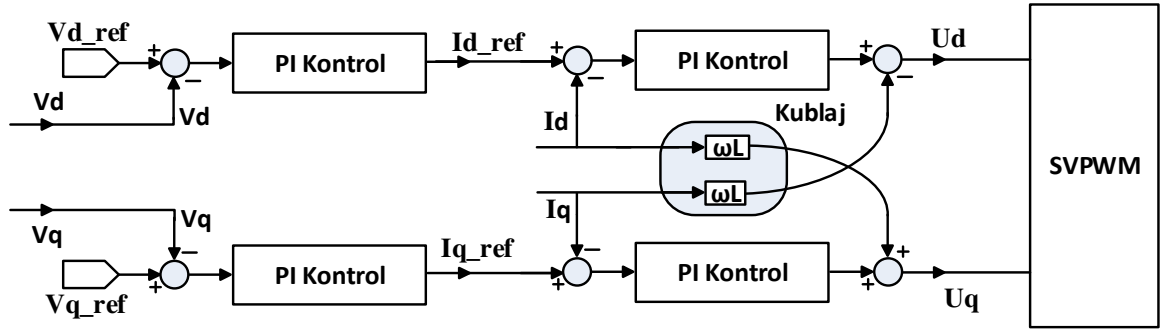 Vd_ref
+
−
PI Kontrol
Id_ref
+
−
PI Kontrol
+
−
Ud
Vd
Vd
Id
Kublaj
ωL
ωL
SVPWM
Vq
Vq
Iq
−
+
PI Kontrol
Iq_ref
−
+
PI Kontrol
+
+
Uq
Vq_ref